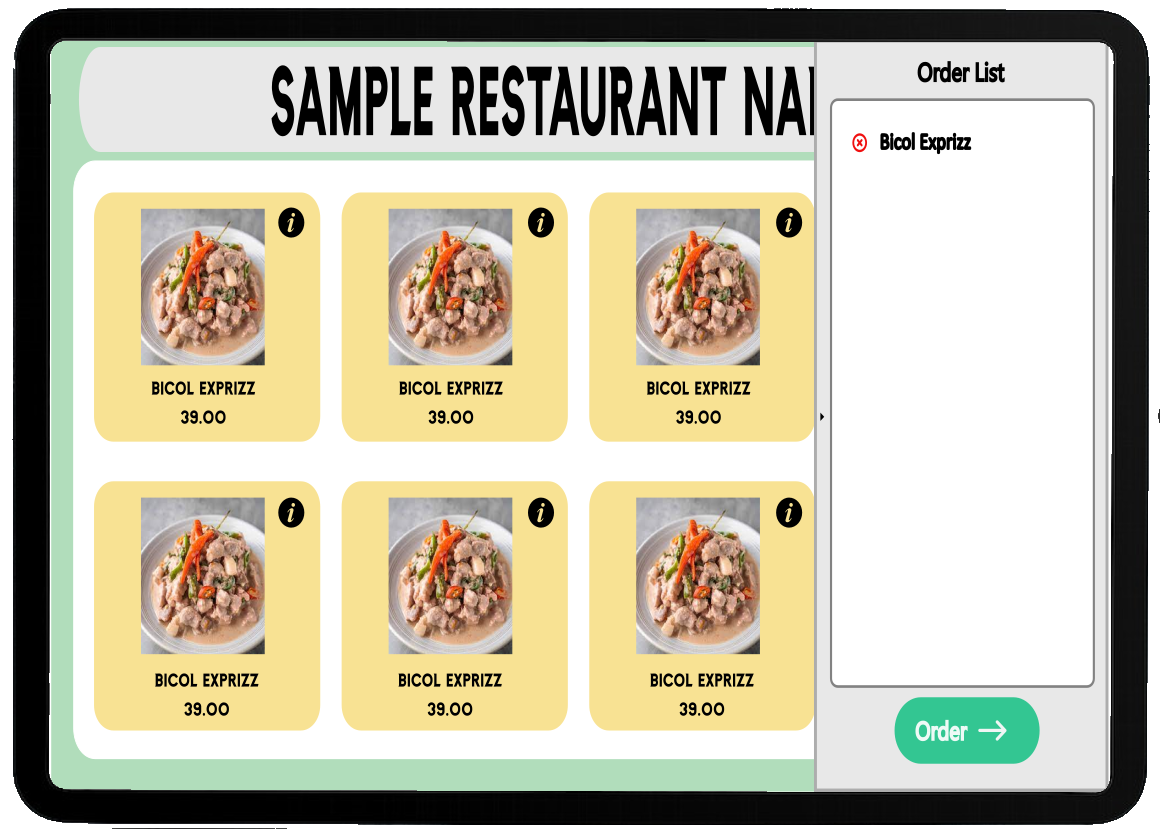 SAMPLE RESTAURANT NA
Order List
Bicol Exprizz
i
i
i
BICOL EXPRIZZ
BICOL EXPRIZZ
BICOL EXPRIZZ
39.00
39.00
39.00
i
i
i
BICOL EXPRIZZ
BICOL EXPRIZZ
BICOL EXPRIZZ
39.00
39.00
39.00
Order